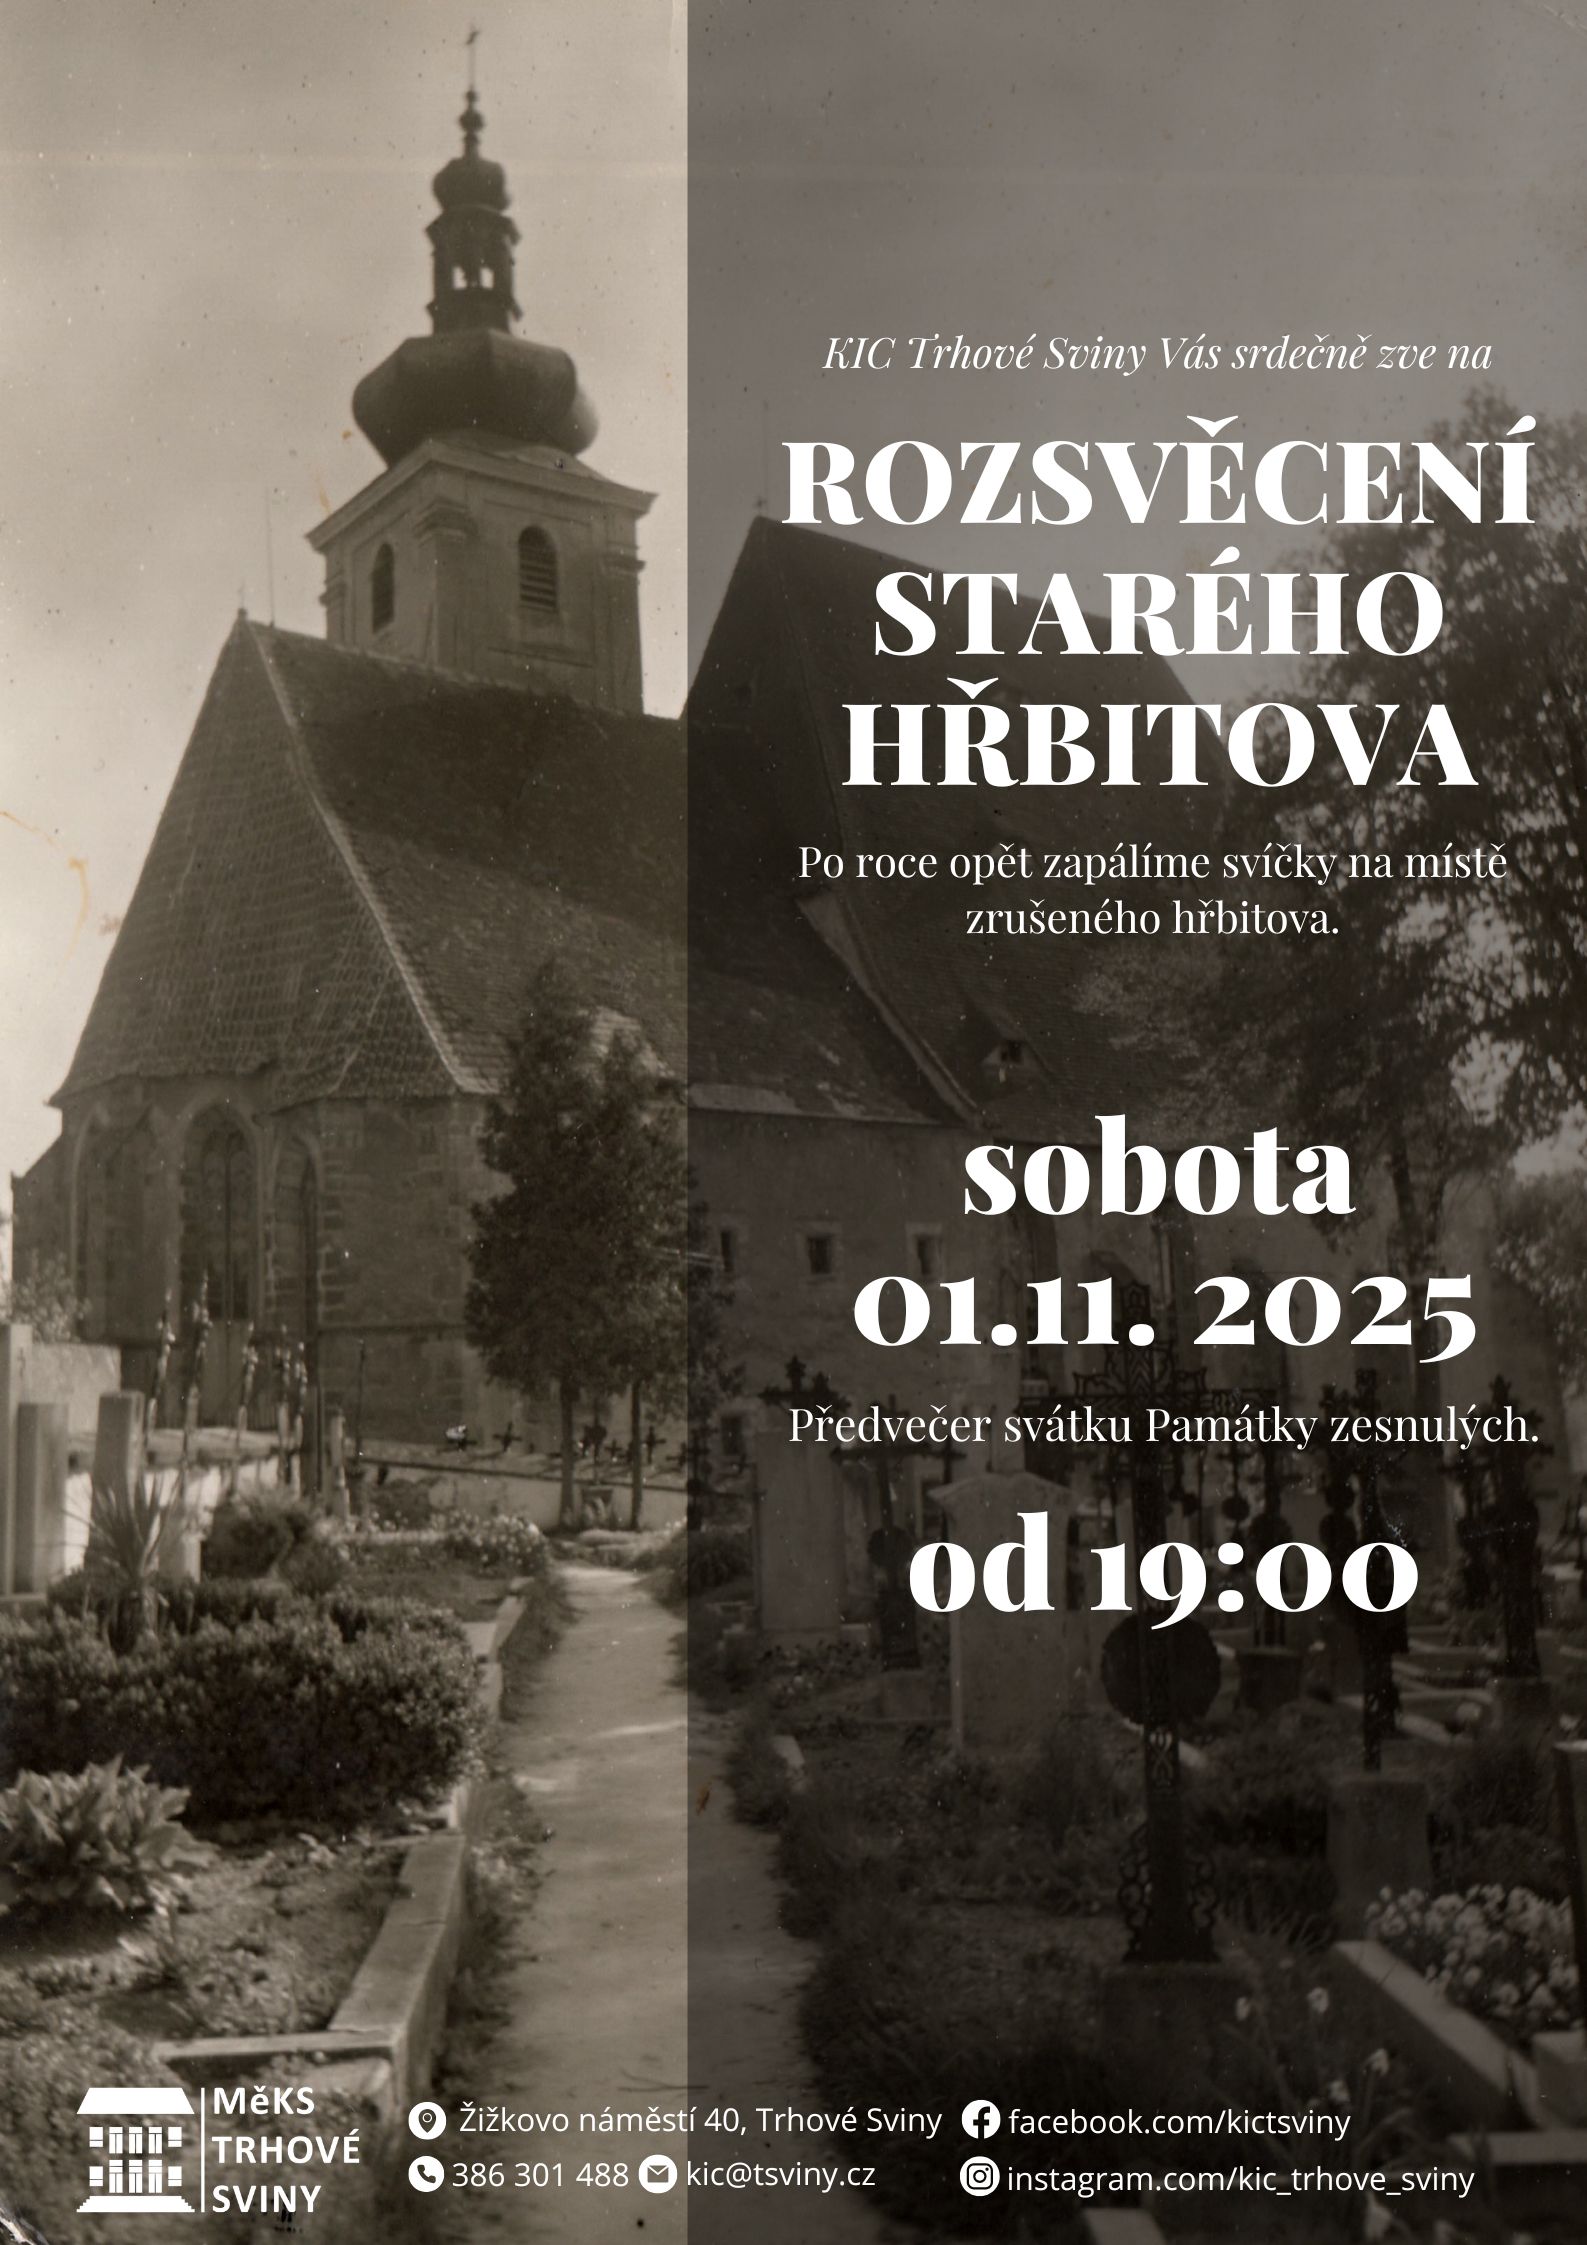 KIC Trhové Sviny Vás srdečně zve na
ROZSVĚCENÍ
STARÉHO
HŘBITOVA
Po roce opět zapálíme svíčky na místě
zrušeného hřbitova.
sobota
01.11. 2025
Předvečer svátku Památky zesnulých.
od 19:00
MěKS
TRHOVÉ
SVINY
Žižkovo náměstí 40, Trhové Sviny
386 301 488 kic@tsviny.cz
facebook.com/kictsviny
instagram.com/kic_trhove_sviny